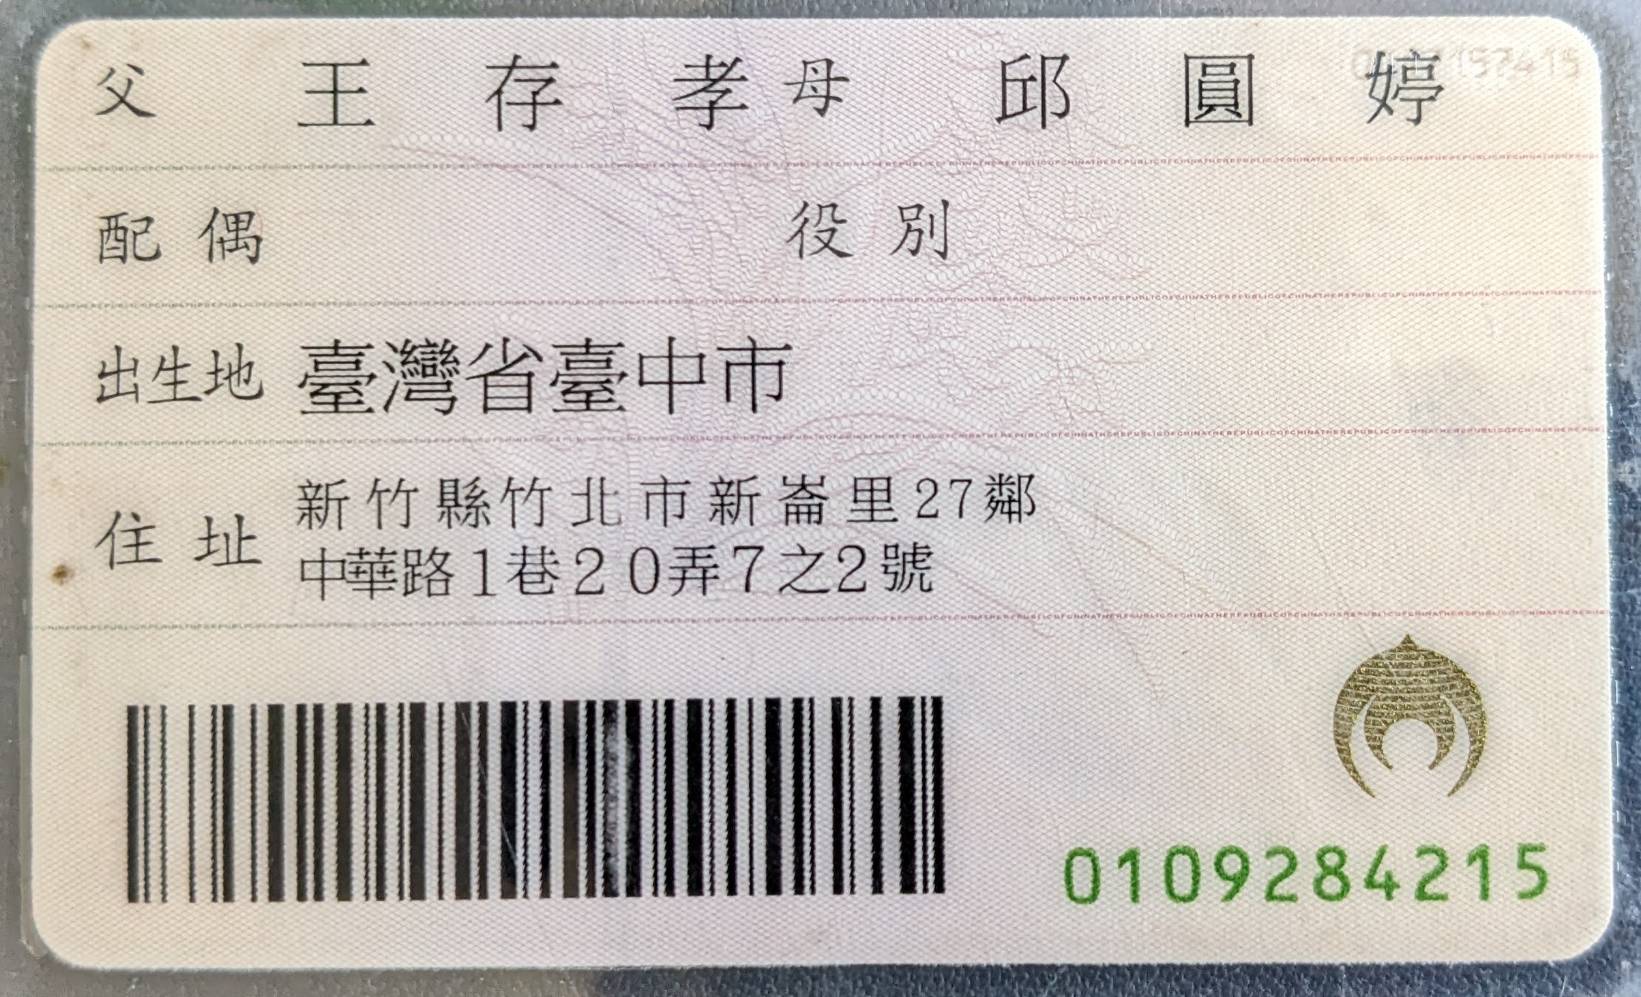 父 王存孝 母 邱圓婷
配偶 役別
出生地 臺灣省臺中市
住址 新竹縣竹北市新崙里27鄰
中華路1巷20弄7之2號
0109284215